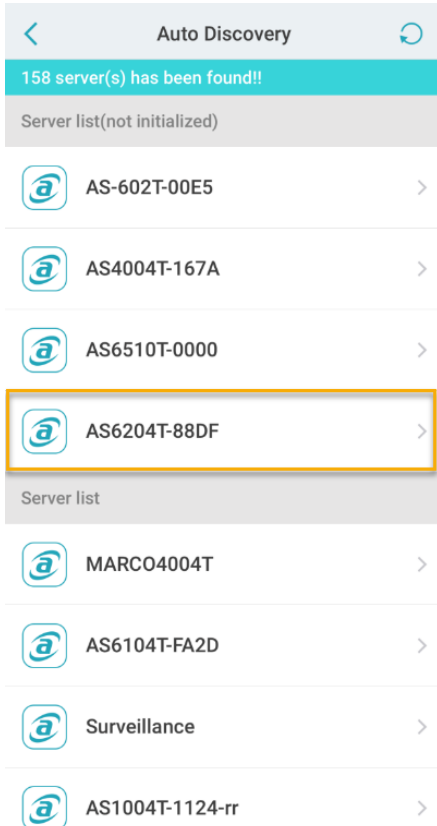 Auto Discovery
158 server(s) has been found!!
Server list(not initialized)
AS-602T-00E5
AS4004T-167A
AS6510T-0000
AS6204T-88DF
Server list
MARCO4004T
AS6104T-FA2D
Surveillance
AS1004T-1124-rr